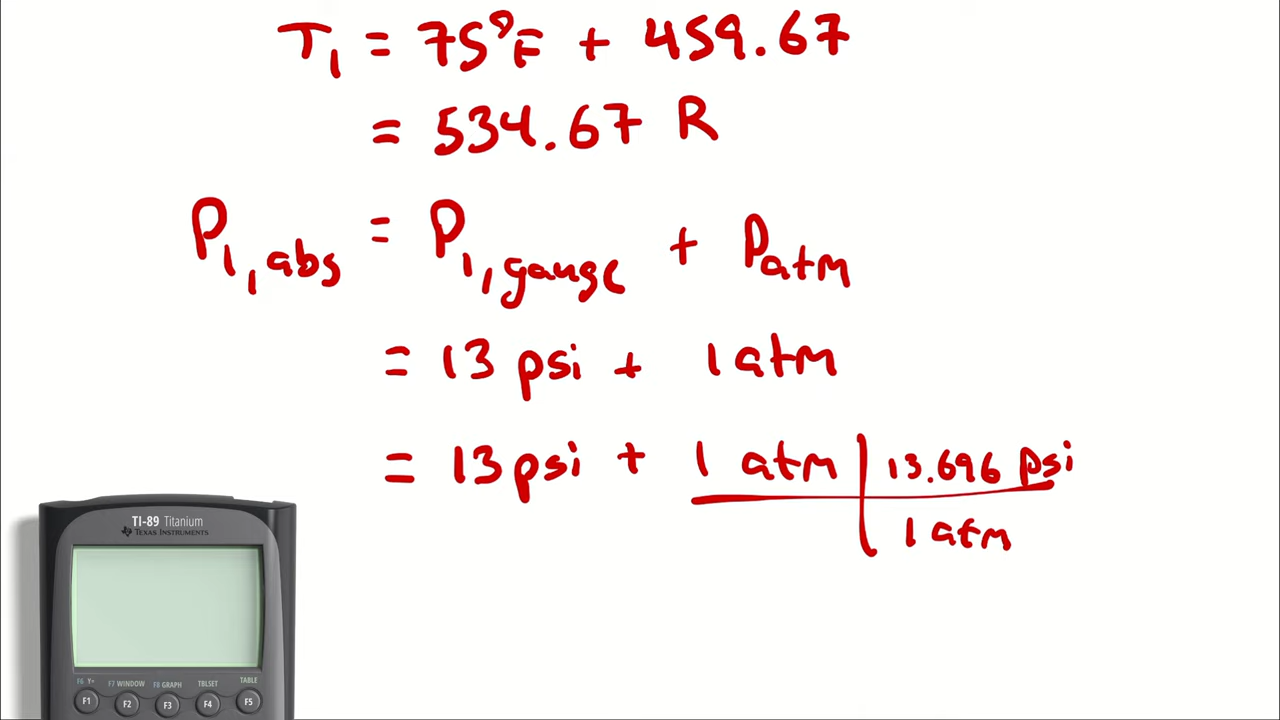 T₁ = 75°F + 459.67
= 534.67 R
P₁,abs = P₁,gauge + Patm
= 13 psi + 1 atm
= 13 psi + 1 atm | 13.696 psi
1 atm
TI-89 Titanium
TEXAS INSTRUMENTS
F6 Y= F7 WINDOW F8 GRAPH TBLSET TABLE
F1 F2 F3 F4 F5